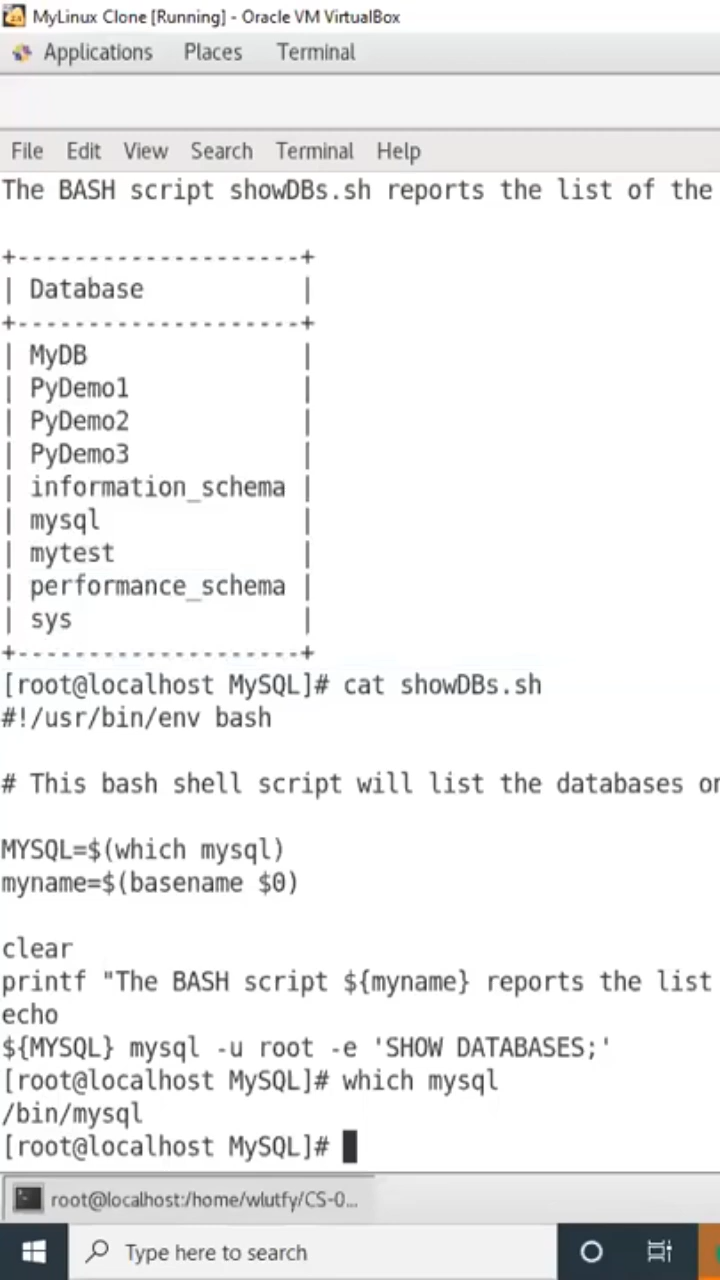 MyLinux Clone [Running] - Oracle VM VirtualBox
Applications Places Terminal
File Edit View Search Terminal Help
The BASH script showDBs.sh reports the list of the
+--------------------+
| Database |
+--------------------+
| MyDB |
| PyDemo1 |
| PyDemo2 |
| PyDemo3 |
| information_schema |
| mysql |
| mytest |
| performance_schema |
| sys |
+--------------------+
[root@localhost MySQL]# cat showDBs.sh
#!/usr/bin/env bash
# This bash shell script will list the databases on
MYSQL=$(which mysql)
myname=$(basename $0)
clear
printf "The BASH script ${myname} reports the list
echo
${MYSQL} mysql -u root -e 'SHOW DATABASES;'
[root@localhost MySQL]# which mysql
/bin/mysql
[root@localhost MySQL]#
root@localhost:/home/wlutfy/CS-0...
Type here to search